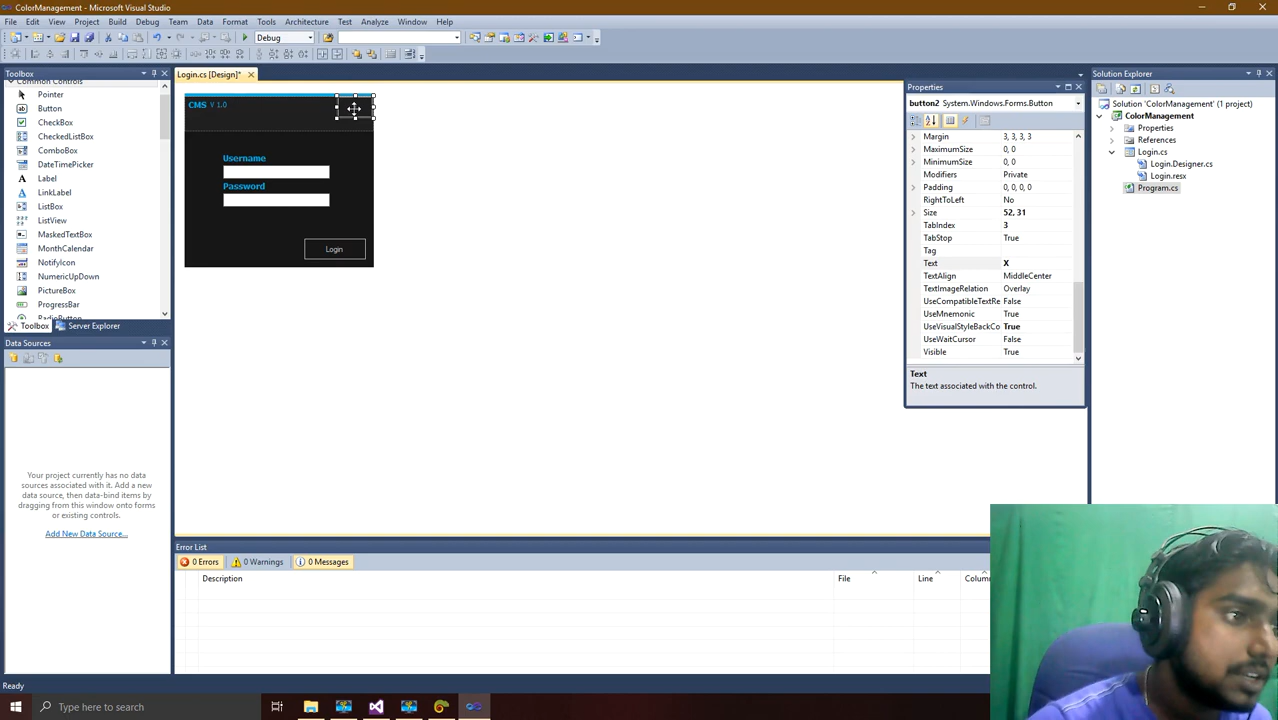 ColorManagement - Microsoft Visual Studio
File Edit View Project Build Debug Team Data Format Tools Architecture Test Analyze Window Help
Debug
Toolbox
Common Controls
Pointer
Button
CheckBox
CheckedListBox
ComboBox
DateTimePicker
Label
LinkLabel
ListBox
ListView
MaskedTextBox
MonthCalendar
NotifyIcon
NumericUpDown
PictureBox
ProgressBar
RadioButton
Toolbox Server Explorer
Data Sources
Your project currently has no data
sources associated with it. Add a
new data source, then data-bind items by
dragging from this window onto forms
or existing controls.
Add New Data Source...
Login.cs [Design]*
CMS V 1.0
Username
Password
Login
Properties
button2 System.Windows.Forms.Button
Margin 3, 3, 3, 3
MaximumSize 0, 0
MinimumSize 0, 0
Modifiers Private
Padding 0, 0, 0, 0
RightToLeft No
Size 52, 31
TabIndex 3
TabStop True
Tag
Text X
TextAlign MiddleCenter
TextImageRelation Overlay
UseCompatibleTextRe False
UseMnemonic True
UseVisualStyleBackCo True
UseWaitCursor False
Visible True
Text
The text associated with the control.
Solution Explorer
Solution 'ColorManagement' (1 project)
ColorManagement
Properties
References
Login.cs
Login.Designer.cs
Login.resx
Program.cs
Error List
0 Errors 0 Warnings 0 Messages
Description File Line Column
Ready
Type here to search